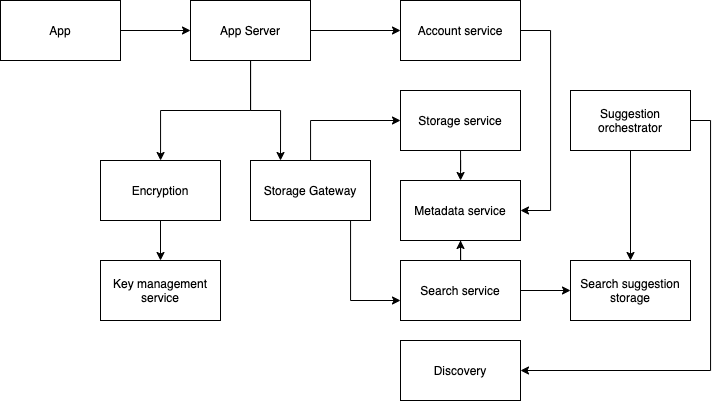 App
App Server
Account service
Storage service
Suggestion
orchestrator
Encryption
Storage Gateway
Metadata service
Key management
service
Search service
Search suggestion
storage
Discovery